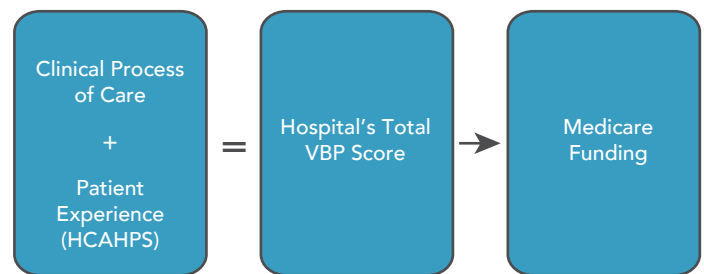 Clinical Process
of Care
+
Patient
Experience
(HCAHPS)
=
Hospital's Total
VBP Score
Medicare
Funding